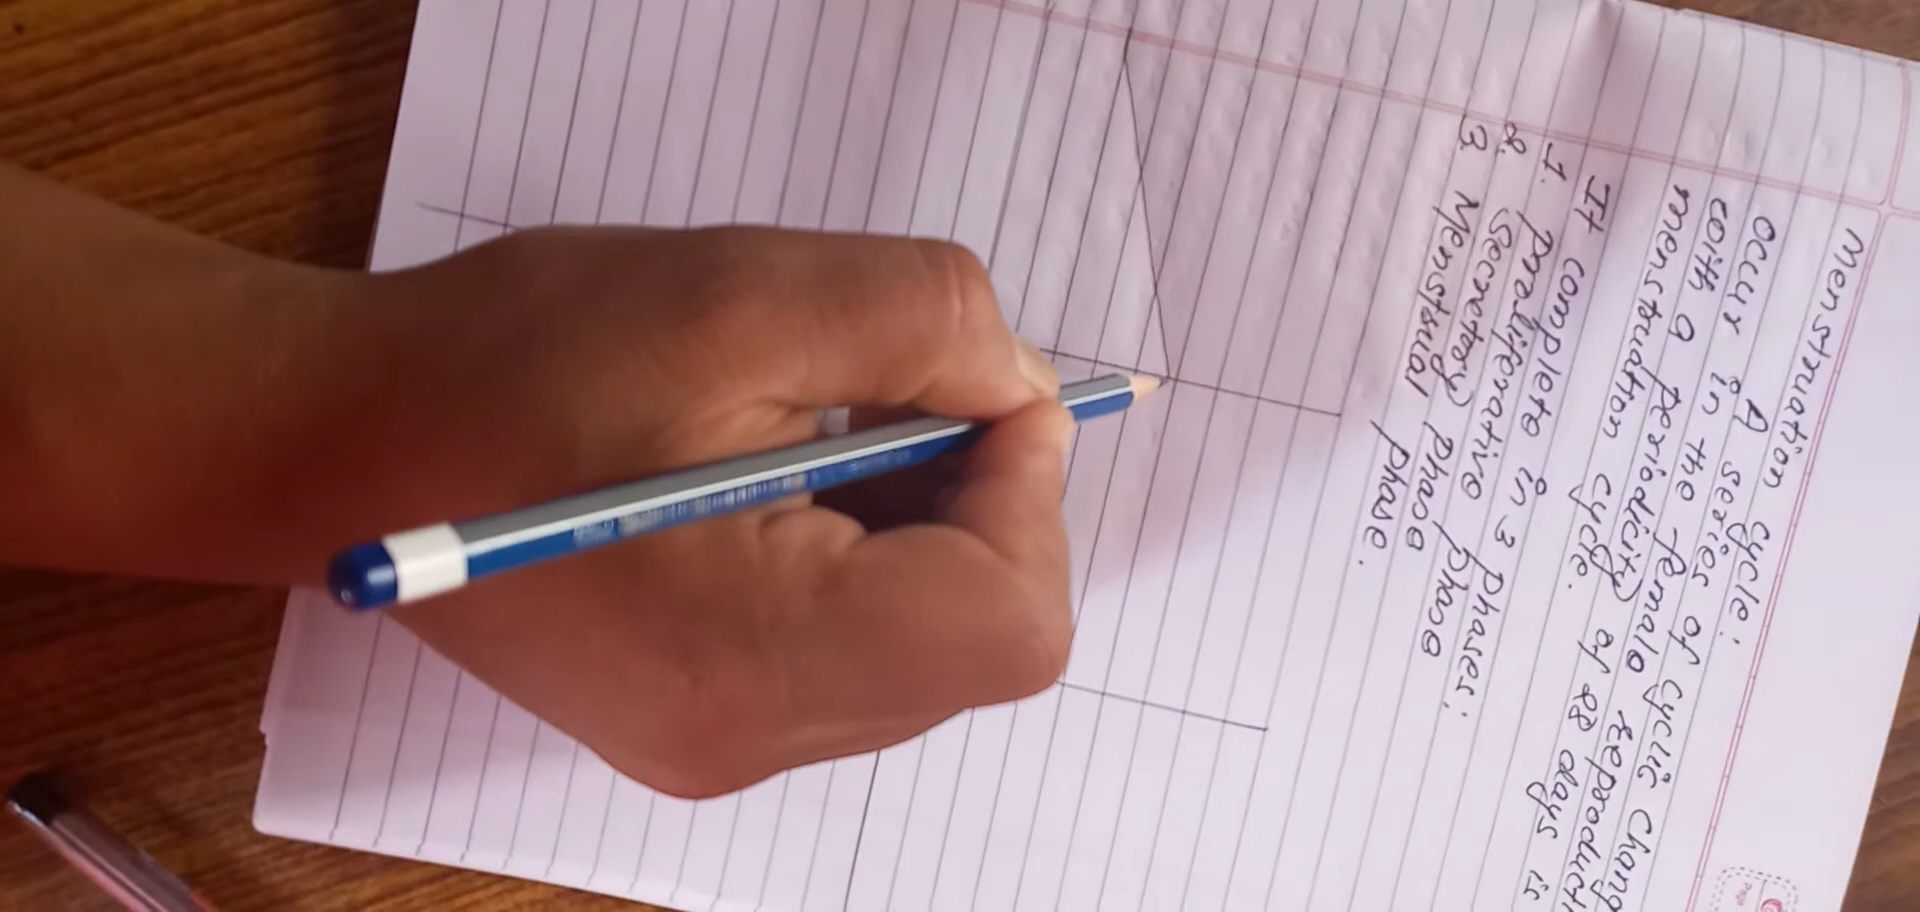 Menstruation cycle:
A series of cyclic chang
occur in the female reproducti
with a periodicity of 28 days is
menstruation cycle.
It complete in 3 phases:
1. proliferative phase
2. Secretory phase
3. Menstrual phase.
Page